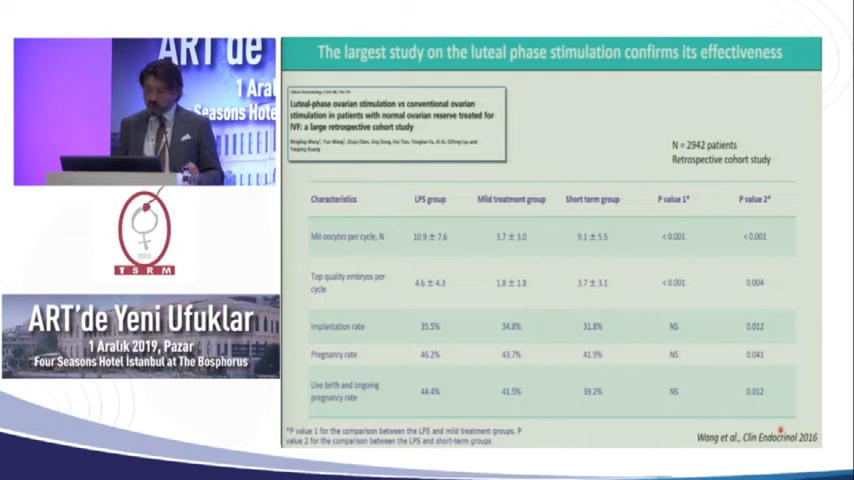 ART'de
1 Aral
Seasons Hote
TSRM
ART'de Yeni Ufuklar
1 Aralık 2019, Pazar
Four Seasons Hotel İstanbul at The Bosphorus
The largest study on the luteal phase stimulation confirms its effectiveness
Luteal-phase ovarian stimulation vs conventional ovarian
stimulation in patients with normal ovarian reserve treated for
IVF: a large retrospective cohort study
N = 2942 patients
Retrospective cohort study
Characteristics LPS group Mild treatment group Short term group P value 1* P value 2*
MII oocytes per cycle, N 10.9 ± 7.6 3.7 ± 3.0 9.1 ± 5.5 < 0.001 < 0.001
Top quality embryos per
cycle 4.6 ± 4.3 1.8 ± 1.8 3.7 ± 3.1 < 0.001 0.004
Implantation rate 35.5% 34.8% 31.8% NS 0.012
Pregnancy rate 46.2% 43.7% 41.9% NS 0.041
Live birth and ongoing
pregnancy rate 44.4% 41.5% 39.2% NS 0.012
*P value 1 for the comparison between the LPS and mild treatment groups. P
value 2 for the comparison between the LPS and short-term groups
Wang et al., Clin Endocrinol 2016